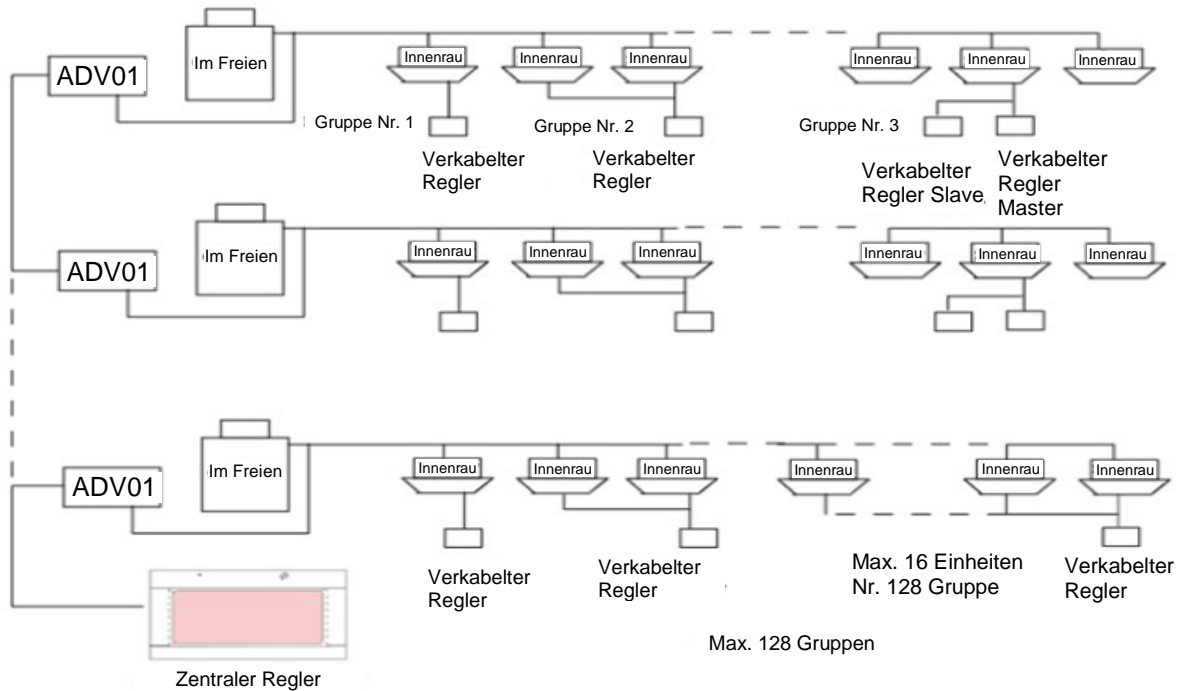 ADV01
Im Freien
Innenrau
Innenrau
Innenrau
Innenrau
Innenrau
Innenrau
Gruppe Nr. 1
Gruppe Nr. 2
Gruppe Nr. 3
Verkabelter
Regler
Verkabelter
Regler
Verkabelter
Regler Slave
Verkabelter
Regler
Master
ADV01
Im Freien
Innenrau
Innenrau
Innenrau
Innenrau
Innenrau
Innenrau
ADV01
Im Freien
Innenrau
Innenrau
Innenrau
Innenrau
Innenrau
Innenrau
Verkabelter
Regler
Verkabelter
Regler
Max. 16 Einheiten
Nr. 128 Gruppe
Verkabelter
Regler
Max. 128 Gruppen
Zentraler Regler